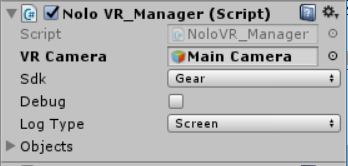 Nolo VR_Manager (Script)
Script NoloVR_Manager
VR Camera Main Camera
Sdk Gear
Debug
Log Type Screen
Objects